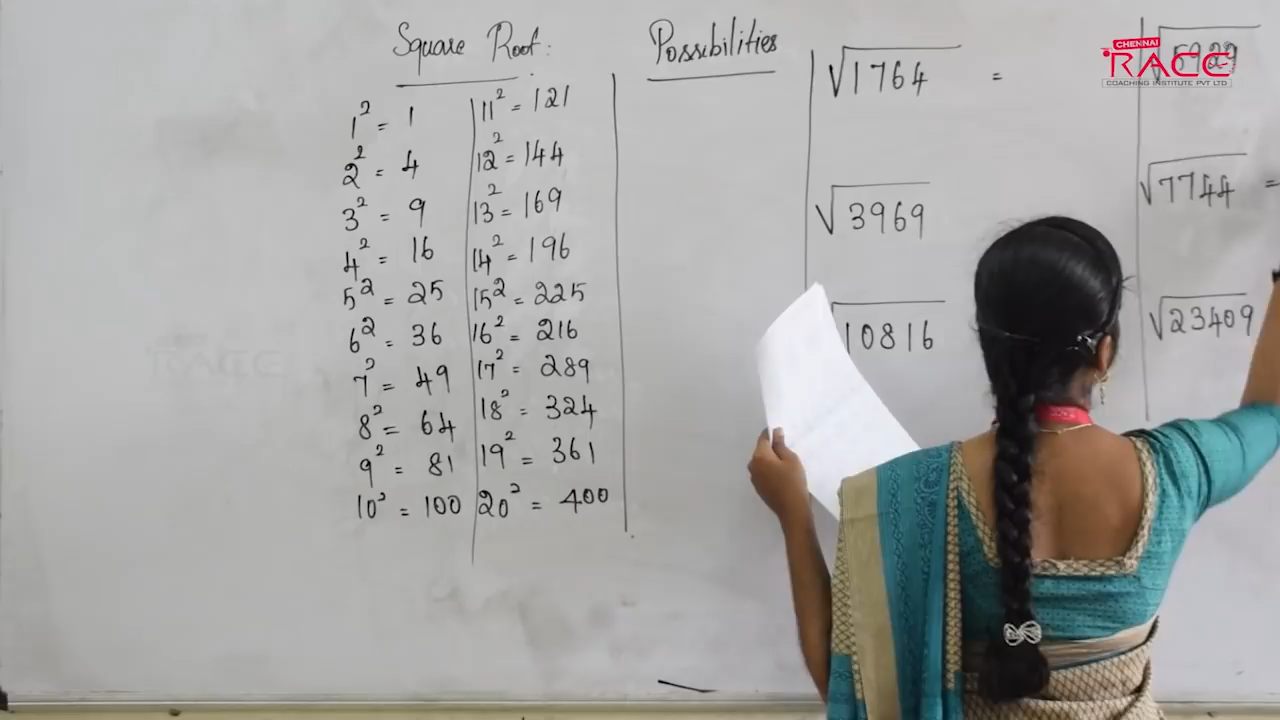 Square Root:
1² = 1
2² = 4
3² = 9
4² = 16
5² = 25
6² = 36
7² = 49
8² = 64
9² = 81
10² = 100
11² = 121
12² = 144
13² = 169
14² = 196
15² = 225
16² = 216
17² = 289
18² = 324
19² = 361
20² = 400
Possibilities
√1764 =
√3969
√10816
√5929
√7744 =
√23409
CHENNAI
RACE
COACHING INSTITUTE PVT LTD